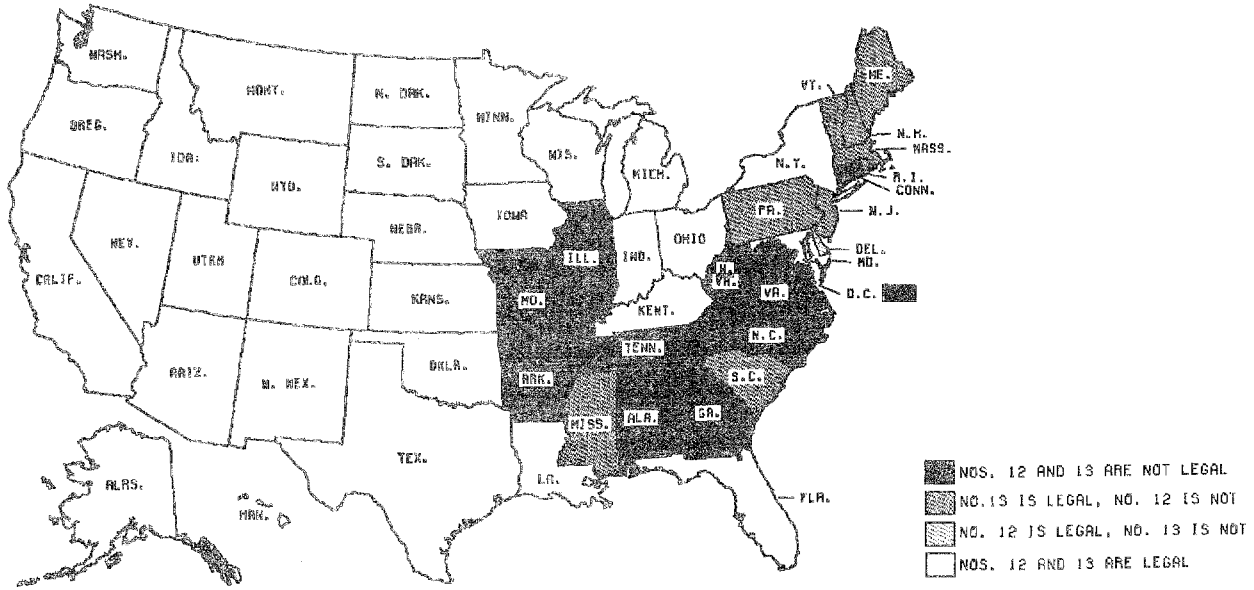 WASH.
MONT.
N. DAK.
MINN.
ME.
VT.
OREG.
IDA.
WYO.
S. DAK.
WIS.
MICH.
N.Y.
N.H.
MASS.
R.I.
CONN.
NEV.
UTAH
COLO.
NEBR.
IOWA
ILL.
IND.
OHIO
PA.
N.J.
DEL.
MD.
D.C.
CALIF.
KANS.
MO.
KENT.
W.
VA.
VA.
ARIZ.
N. MEX.
OKLA.
ARK.
TENN.
N.C.
S.C.
TEX.
LA.
MISS.
ALA.
GA.
FLA.
ALAS.
HAW.
NOS. 12 AND 13 ARE NOT LEGAL
NO.13 IS LEGAL, NO. 12 IS NOT
NO. 12 IS LEGAL, NO. 13 IS NOT
NOS. 12 AND 13 ARE LEGAL